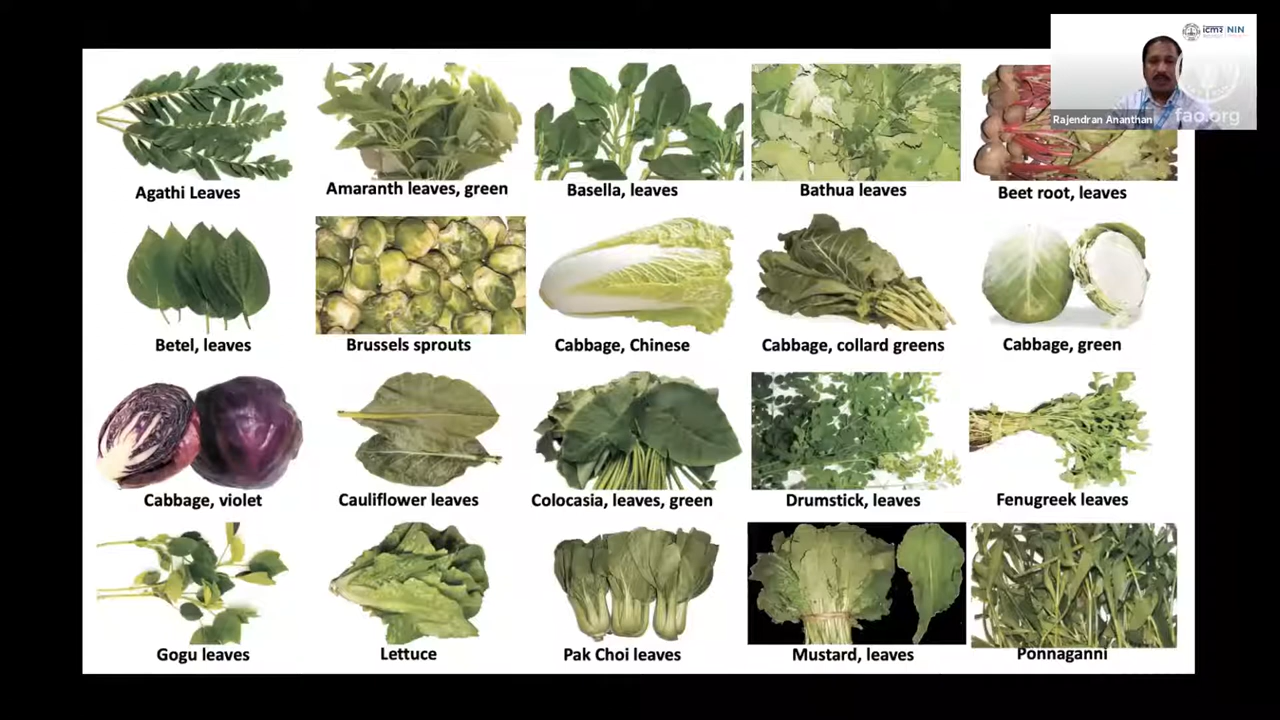 icmr NIN
fao.org
Rajendran Ananthan
Agathi Leaves
Amaranth leaves, green
Basella, leaves
Bathua leaves
Beet root, leaves
Betel, leaves
Brussels sprouts
Cabbage, Chinese
Cabbage, collard greens
Cabbage, green
Cabbage, violet
Cauliflower leaves
Colocasia, leaves, green
Drumstick, leaves
Fenugreek leaves
Gogu leaves
Lettuce
Pak Choi leaves
Mustard, leaves
Ponnaganni